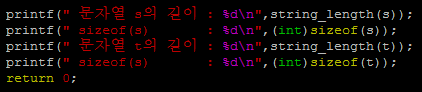 printf(" 문자열 s의 길이 : %d\n",string_length(s));
printf(" sizeof(s)       : %d\n",(int)sizeof(s));
printf(" 문자열 t의 길이 : %d\n",string_length(t));
printf(" sizeof(s)       : %d\n",(int)sizeof(t));
return 0;